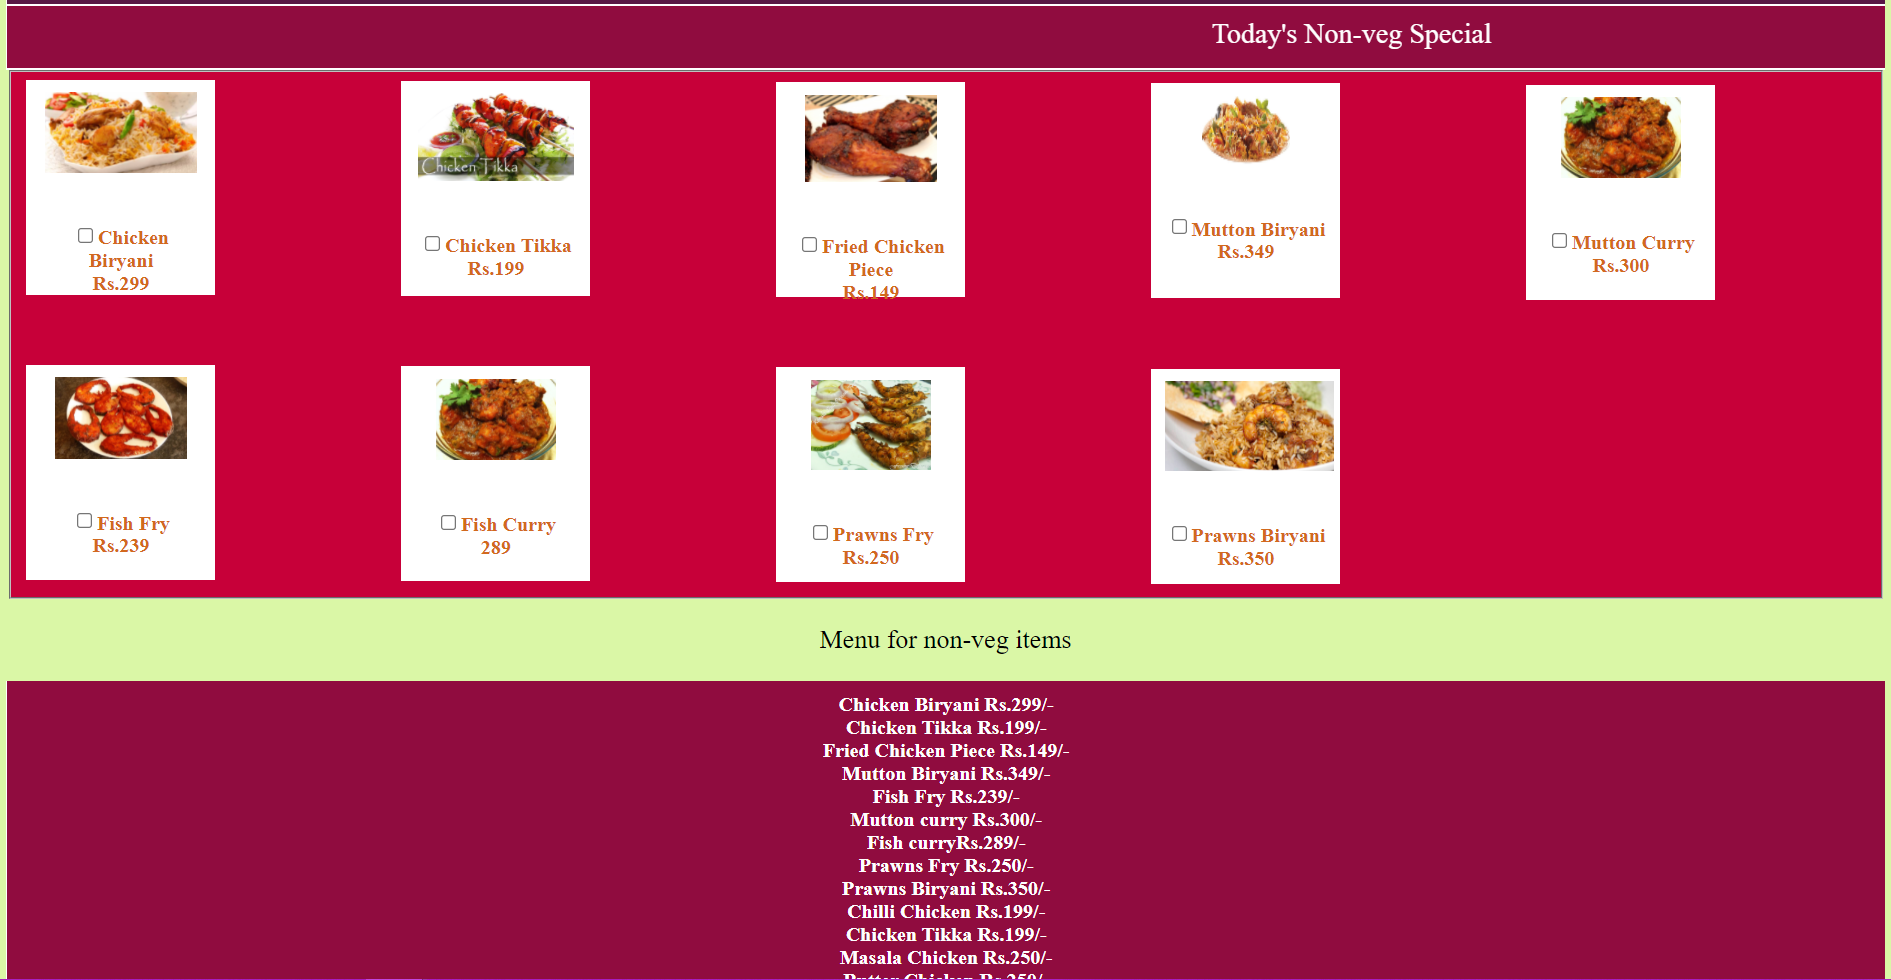 Today's Non-veg Special
Chicken Tikka
Chicken
Biryani
Rs.299
Chicken Tikka
Rs.199
Fried Chicken
Piece
Rs.149
Mutton Biryani
Rs.349
Mutton Curry
Rs.300
Fish Fry
Rs.239
Fish Curry
289
Prawns Fry
Rs.250
Prawns Biryani
Rs.350
Menu for non-veg items
Chicken Biryani Rs.299/-
Chicken Tikka Rs.199/-
Fried Chicken Piece Rs.149/-
Mutton Biryani Rs.349/-
Fish Fry Rs.239/-
Mutton curry Rs.300/-
Fish curryRs.289/-
Prawns Fry Rs.250/-
Prawns Biryani Rs.350/-
Chilli Chicken Rs.199/-
Chicken Tikka Rs.199/-
Masala Chicken Rs.250/-